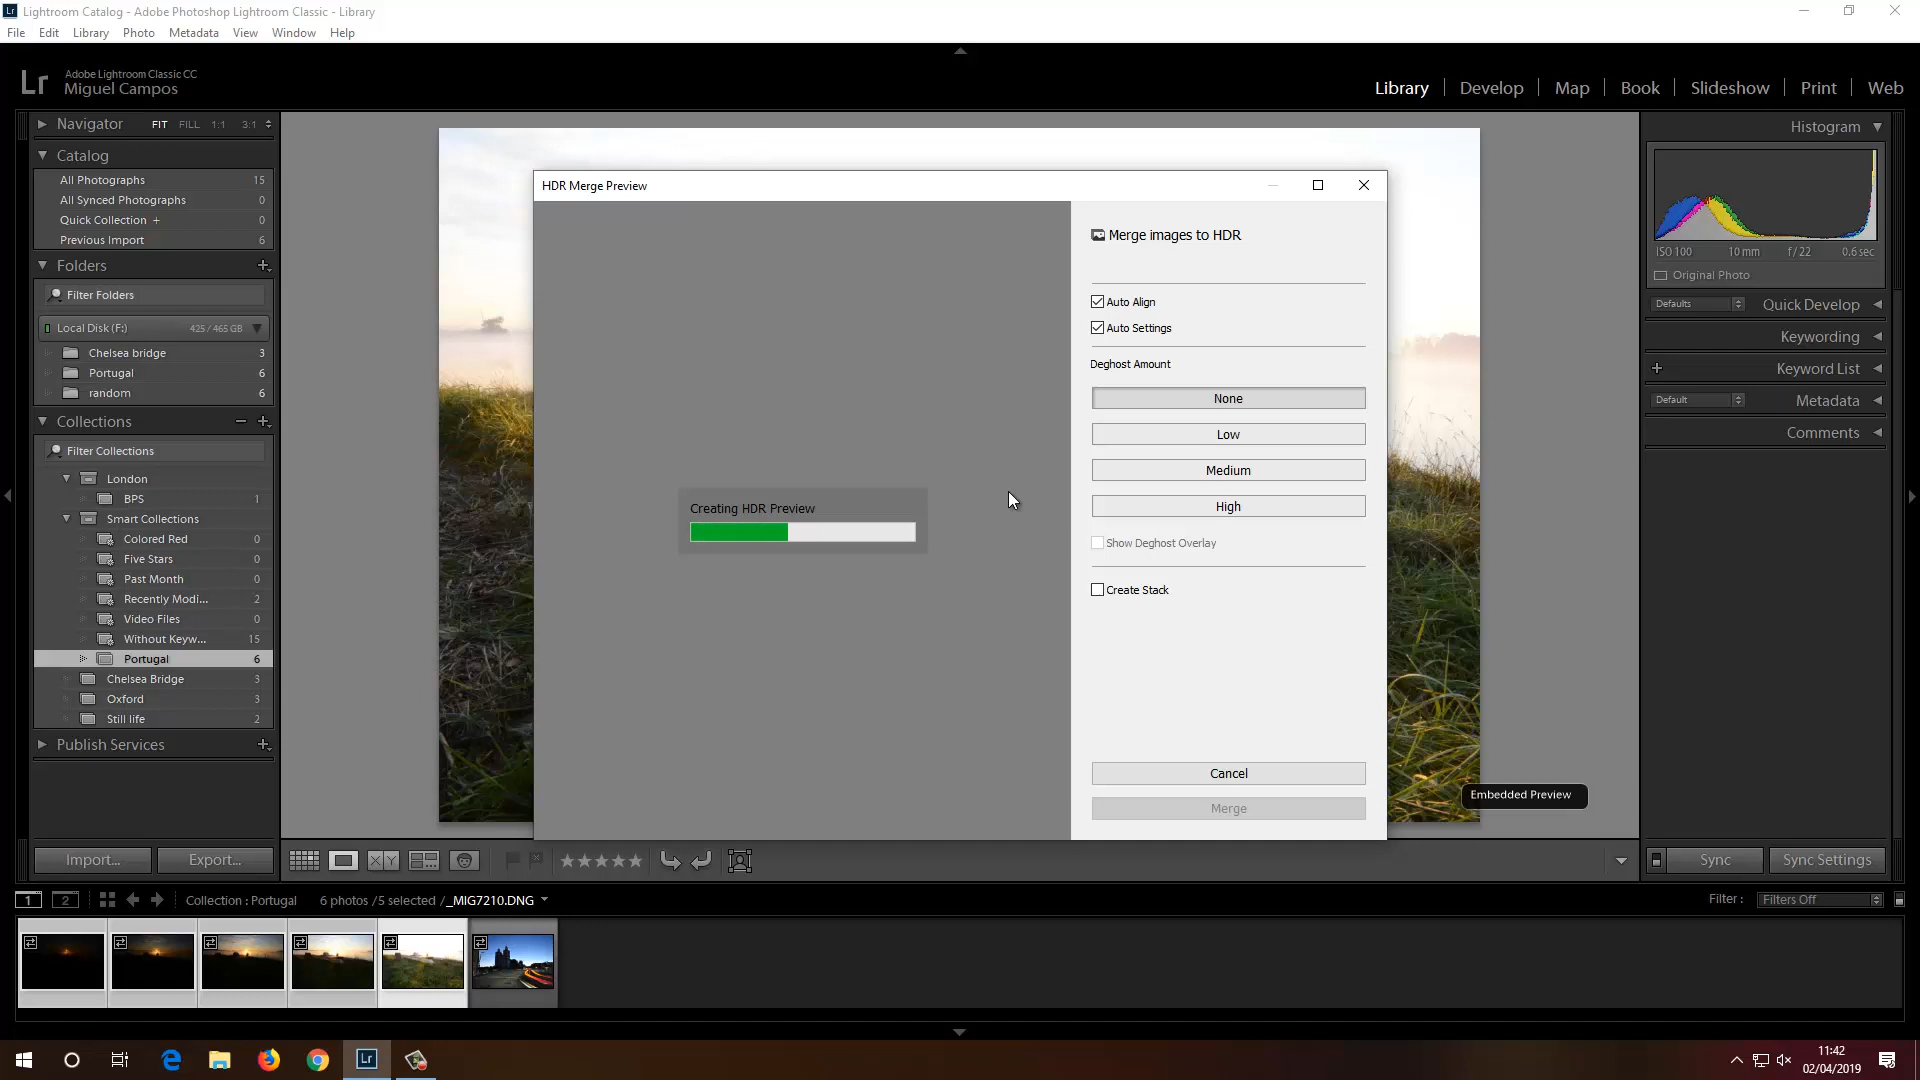 Lightroom Catalog - Adobe Photoshop Lightroom Classic - Library
File Edit Library Photo Metadata View Window Help
Lr
Adobe Lightroom Classic CC
Miguel Campos
Library Develop Map Book Slideshow Print Web
Navigator FIT FILL 1:1 3:1
Catalog
All Photographs 15
All Synced Photographs 0
Quick Collection + 0
Previous Import 6
Folders
Filter Folders
Local Disk (F:) 425 / 465 GB
Chelsea bridge 3
Portugal 6
random 6
Collections
Filter Collections
London
BPS 1
Smart Collections
Colored Red 0
Five Stars 0
Past Month 0
Recently Modi... 2
Video Files 0
Without Keyw... 15
Portugal 6
Chelsea Bridge 3
Oxford 3
Still life 2
Publish Services
Import... Export...
HDR Merge Preview
Creating HDR Preview
Merge images to HDR
Auto Align
Auto Settings
Deghost Amount
None
Low
Medium
High
Show Deghost Overlay
Create Stack
Cancel
Merge
Embedded Preview
Histogram
ISO 100 10 mm f / 22 0.6 sec
Original Photo
Defaults Quick Develop
Keywording
Keyword List
Default Metadata
Comments
Sync Sync Settings
X Y
1 2 Collection : Portugal 6 photos /5 selected /_MIG7210.DNG
Filter : Filters Off
Lr
11:42
02/04/2019